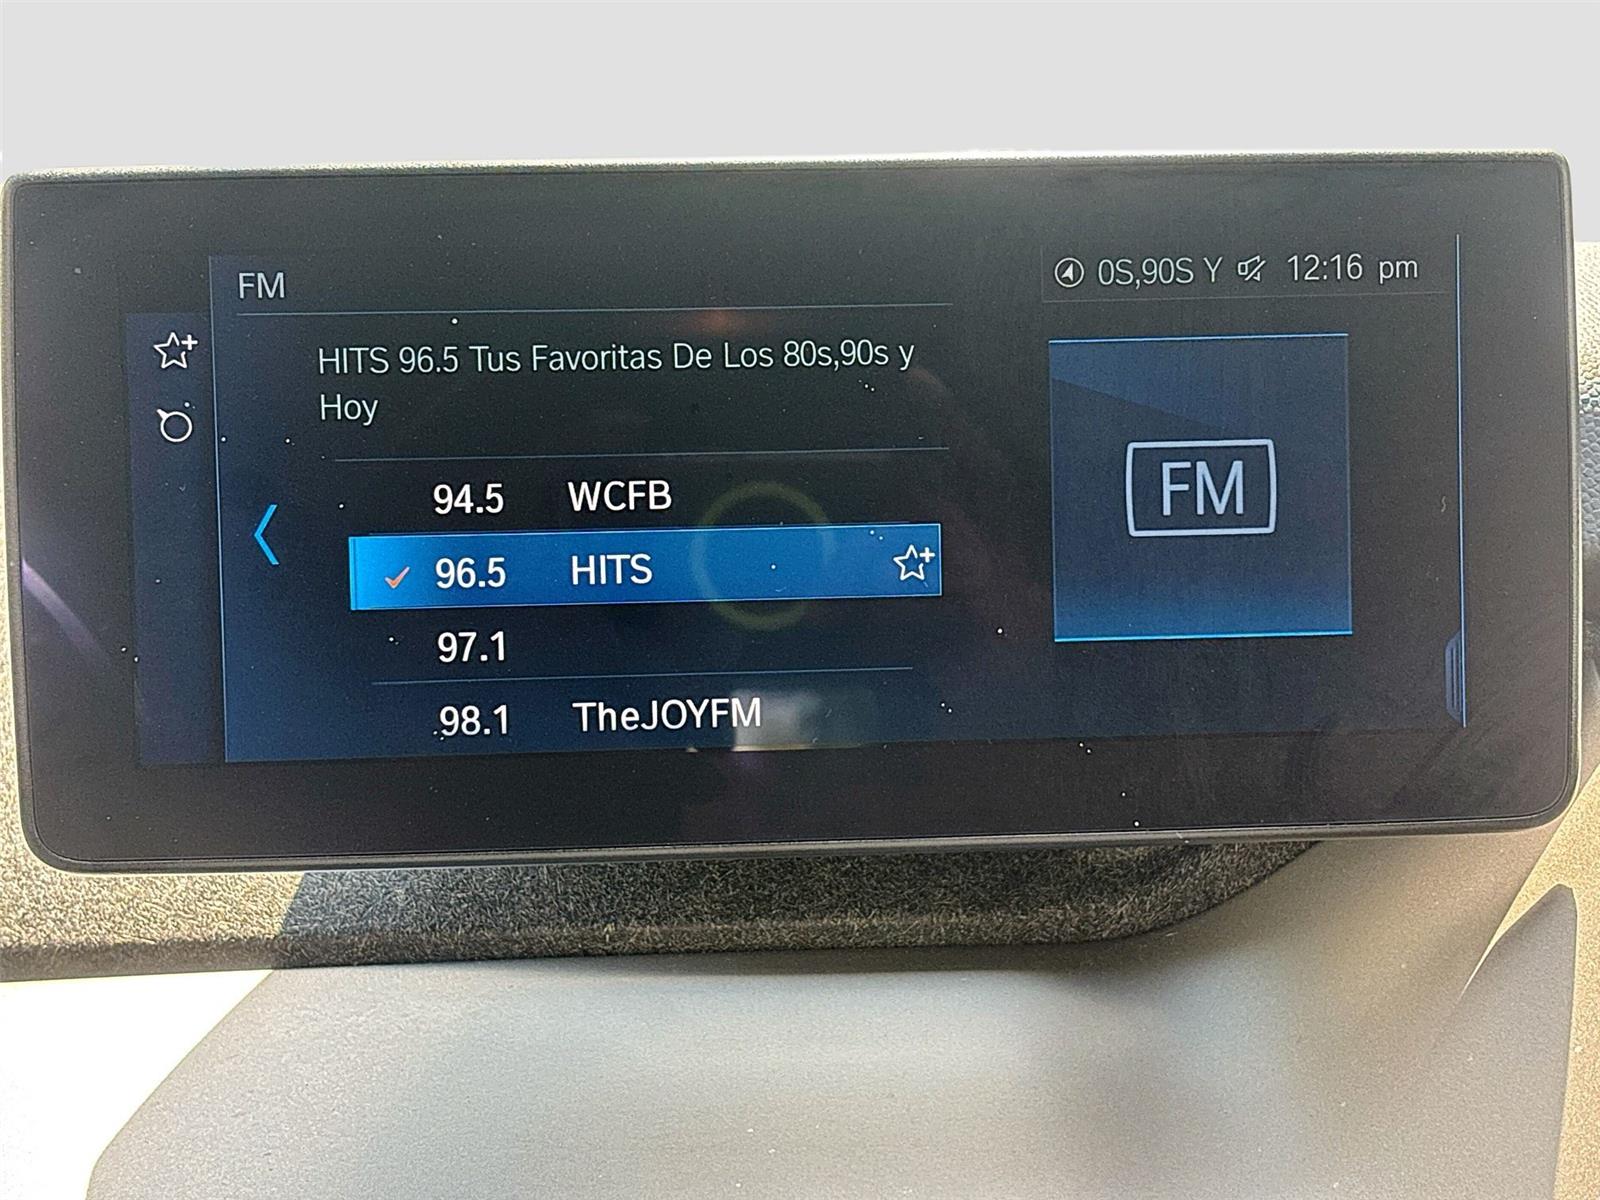 FM
0S,90S Y 12:16 pm
HITS 96.5 Tus Favoritas De Los 80s,90s y
Hoy
94.5 WCFB
96.5 HITS
97.1
98.1 TheJOYFM
FM